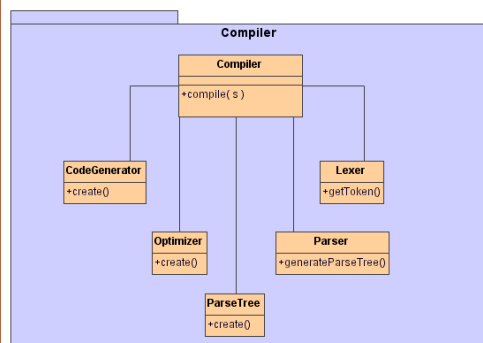 Compiler
Compiler
+compile( s )
CodeGenerator
+create()
Lexer
+getToken()
Optimizer
+create()
Parser
+generateParseTree()
ParseTree
+create()